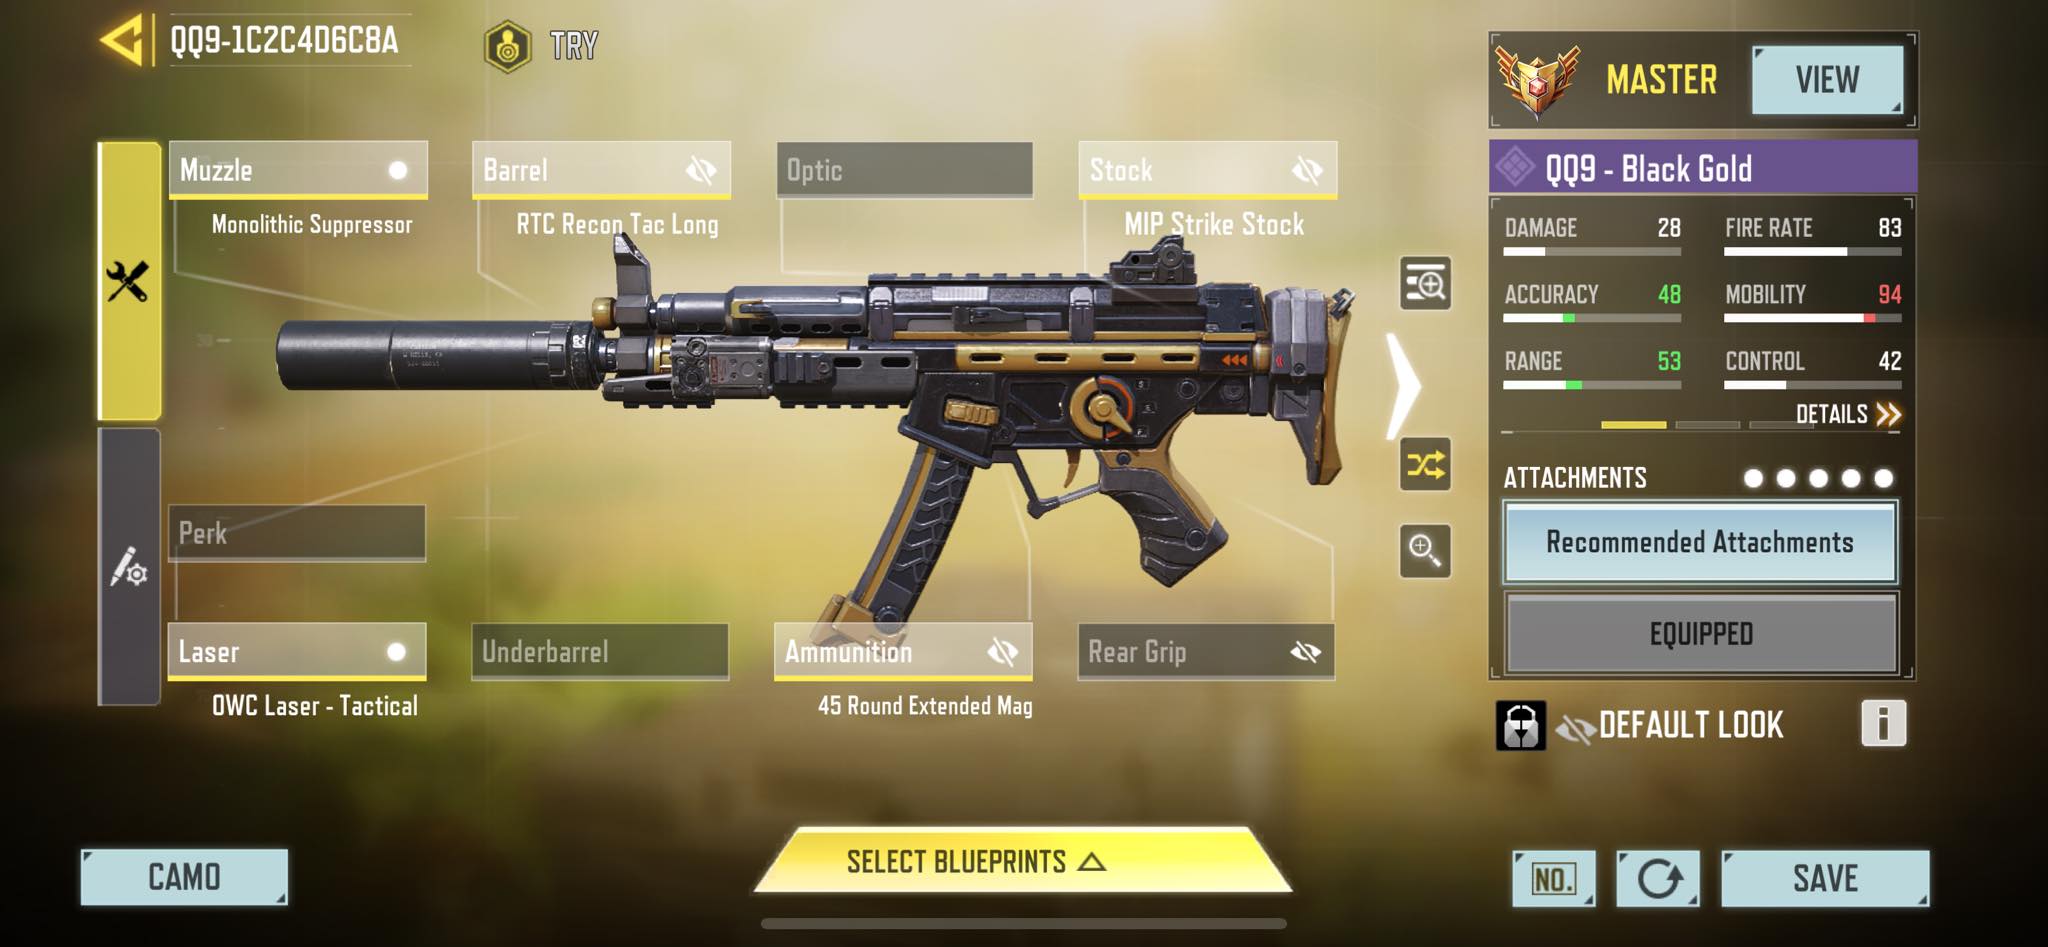 QQ9-1C2C4D6C8A
TRY
MASTER
VIEW
Muzzle
Monolithic Suppressor
Barrel
RTC Recon Tac Long
Optic
Stock
MIP Strike Stock
QQ9 - Black Gold
DAMAGE 28
FIRE RATE 83
ACCURACY 48
MOBILITY 94
RANGE 53
CONTROL 42
DETAILS
ATTACHMENTS
Recommended Attachments
EQUIPPED
Perk
Laser
OWC Laser - Tactical
Underbarrel
Ammunition
45 Round Extended Mag
Rear Grip
DEFAULT LOOK
i
CAMO
SELECT BLUEPRINTS
NO.
SAVE